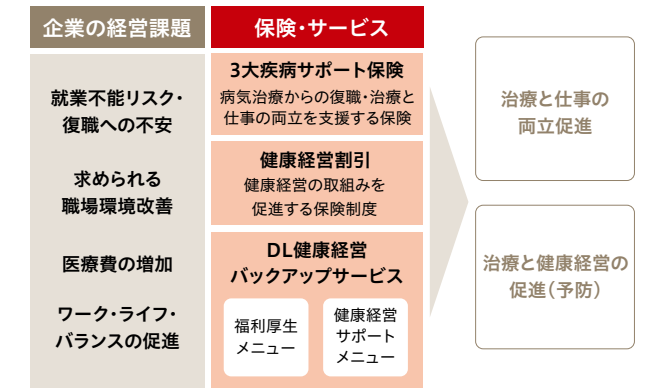 企業の経営課題
就業不能リスク・
復職への不安
求められる
職場環境改善
医療費の増加
ワーク・ライフ・
バランスの促進
保険・サービス
3大疾病サポート保険
病気治療からの復職・治療と
仕事の両立を支援する保険
健康経営割引
健康経営の取組みを
促進する保険制度
DL健康経営
バックアップサービス
福利厚生
メニュー
健康経営
サポート
メニュー
治療と仕事の
両立促進
治療と健康経営の
促進(予防)